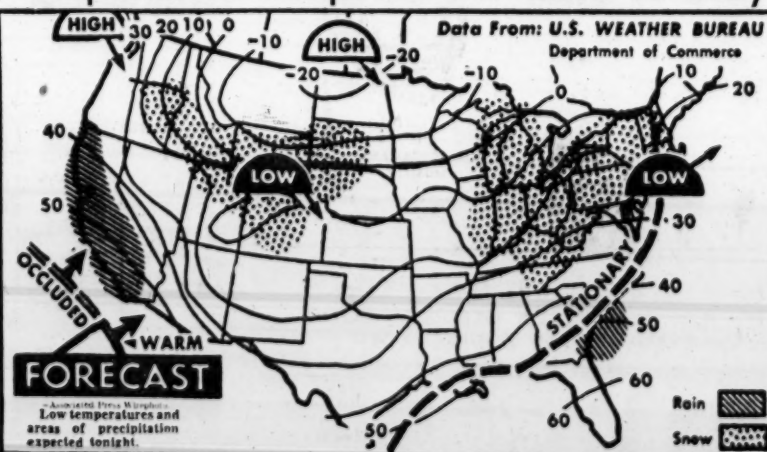 HIGH
30 20 10 0
-10
HIGH
-20
-20
Data From: U.S. WEATHER BUREAU
Department of Commerce
-10
0
10
20
40
50
LOW
LOW
30
40
50
60
60
50
OCCLUDED
WARM
STATIONARY
FORECAST
-Associated Press Wirephoto-
Low temperatures and
areas of precipitation
expected tonight.
Rain
Snow